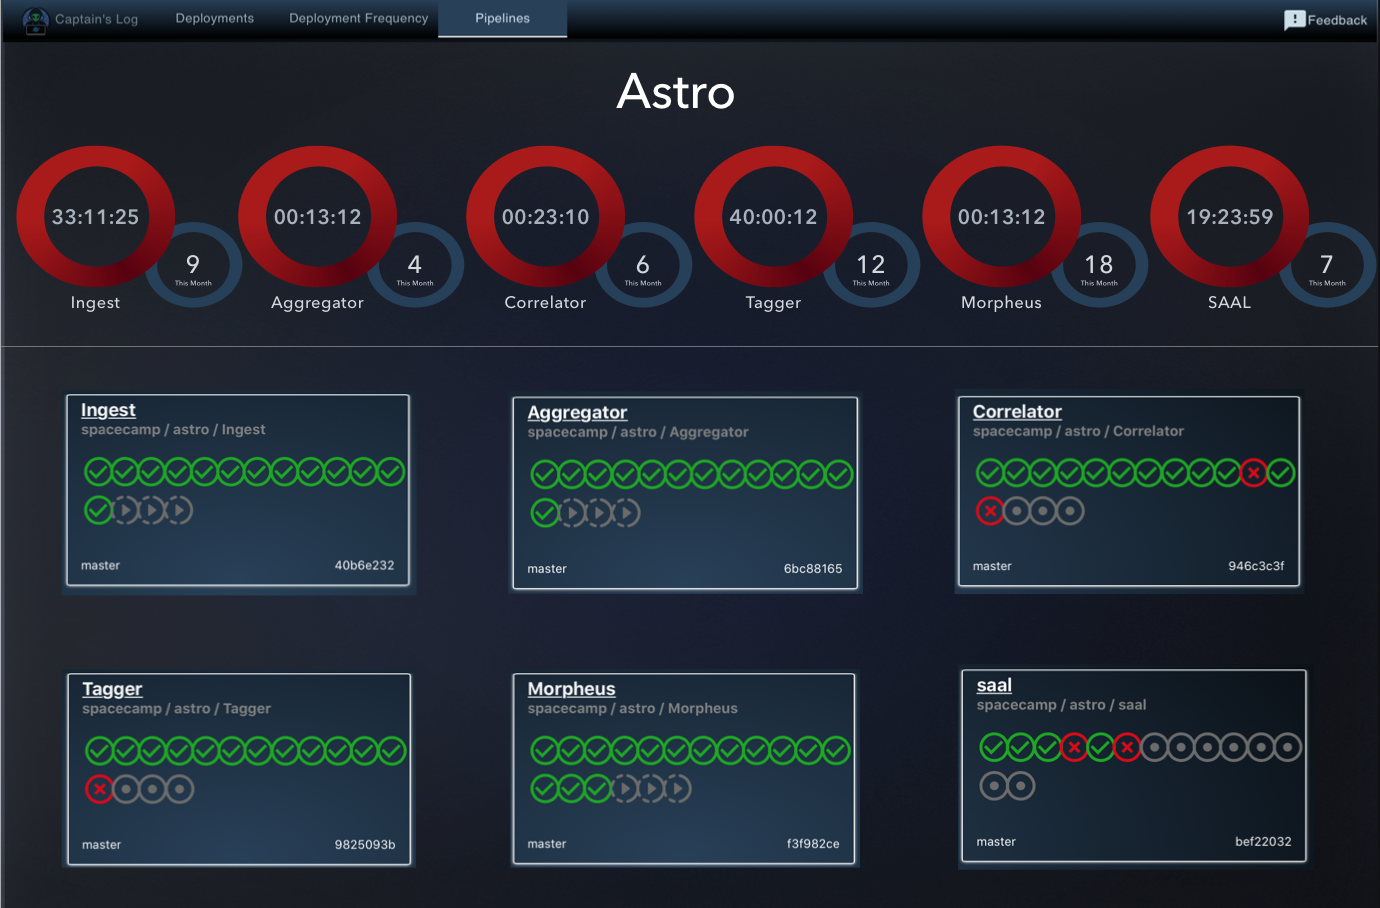 Captain's Log
Deployments
Deployment Frequency
Pipelines
Feedback
Astro
33:11:25
9
This Month
Ingest
00:13:12
4
This Month
Aggregator
00:23:10
6
This Month
Correlator
40:00:12
12
This Month
Tagger
00:13:12
18
This Month
Morpheus
19:23:59
7
This Month
SAAL
Ingest
spacecamp / astro / Ingest
master
40b6e232
Aggregator
spacecamp / astro / Aggregator
master
6bc88165
Correlator
spacecamp / astro / Correlator
master
946c3c3f
Tagger
spacecamp / astro / Tagger
master
9825093b
Morpheus
spacecamp / astro / Morpheus
master
f3f982ce
saal
spacecamp / astro / saal
master
bef22032